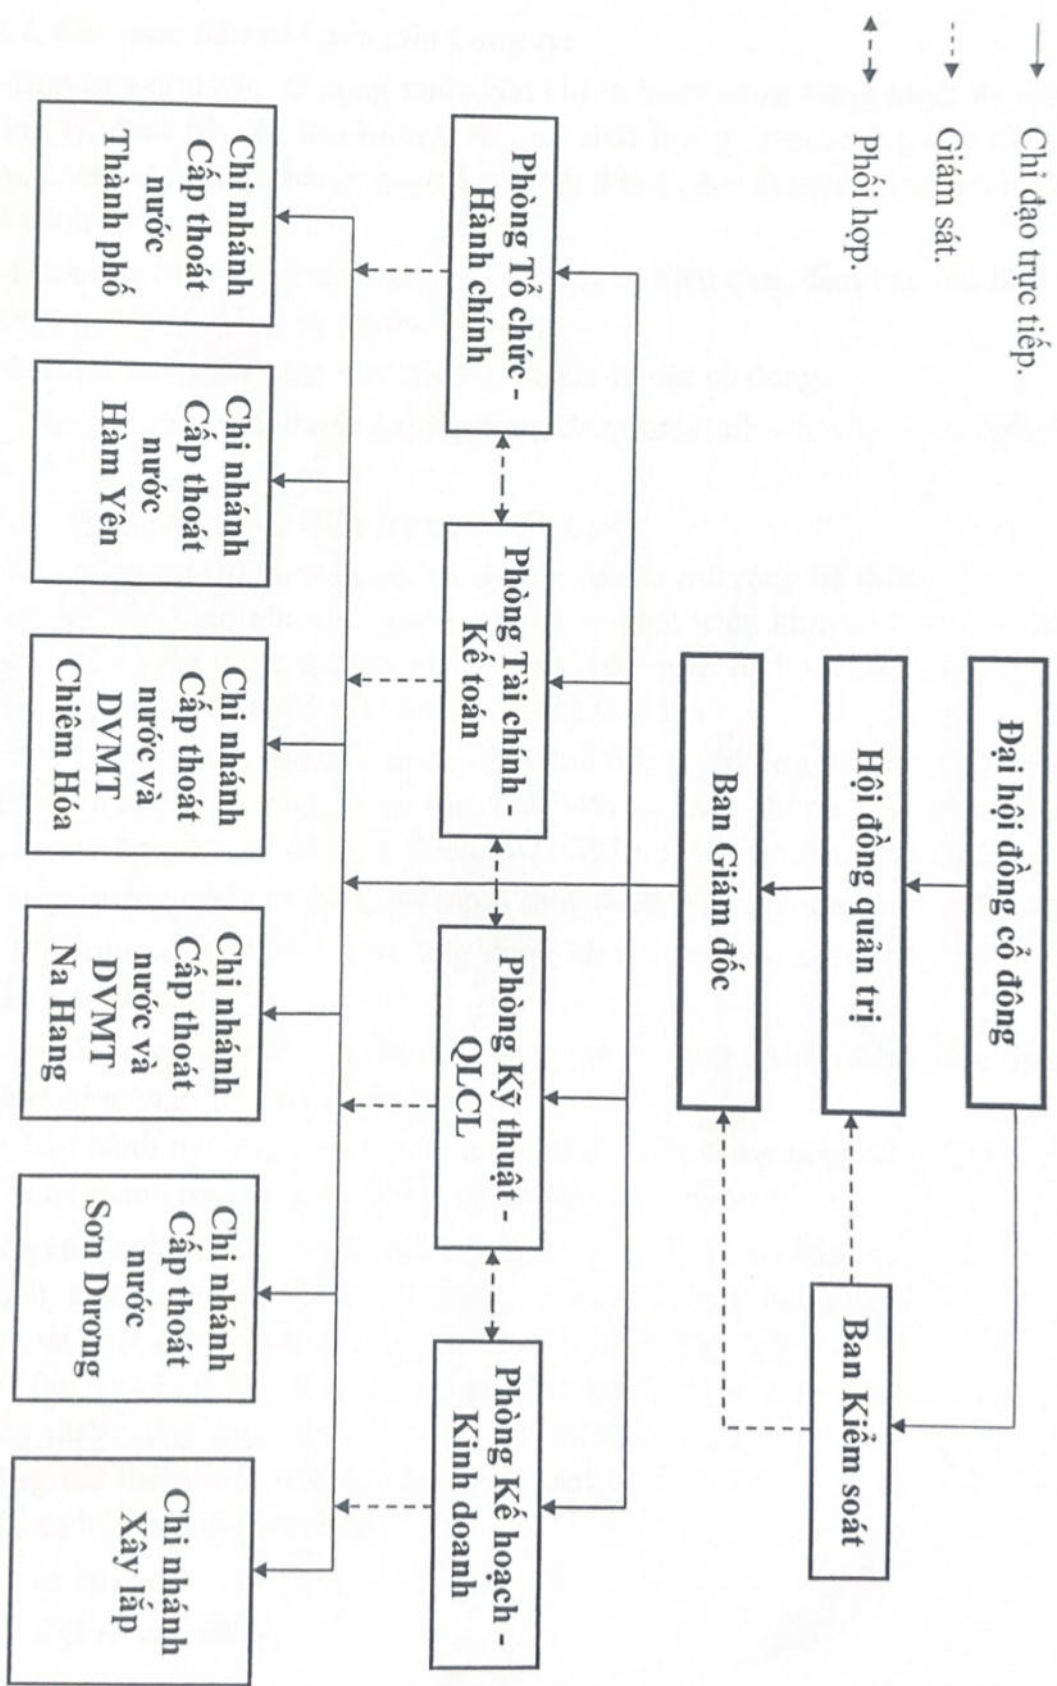 Đại hội đồng cổ đông
Hội đồng quản trị
Ban Kiểm soát
Ban Giám đốc
Phòng Tổ chức -
Hành chính
Phòng Tài chính -
Kế toán
Phòng Kỹ thuật -
QLCL
Phòng Kế hoạch -
Kinh doanh
Chi nhánh
Cấp thoát
nước
Thành phố
Chi nhánh
Cấp thoát
nước
Hàm Yên
Chi nhánh
Cấp thoát
nước và
DVMT
Chiêm Hóa
Chi nhánh
Cấp thoát
nước và
DVMT
Na Hang
Chi nhánh
Cấp thoát
nước
Sơn Dương
Chi nhánh
Xây lắp
Chỉ đạo trực tiếp.
Giám sát.
Phối hợp.